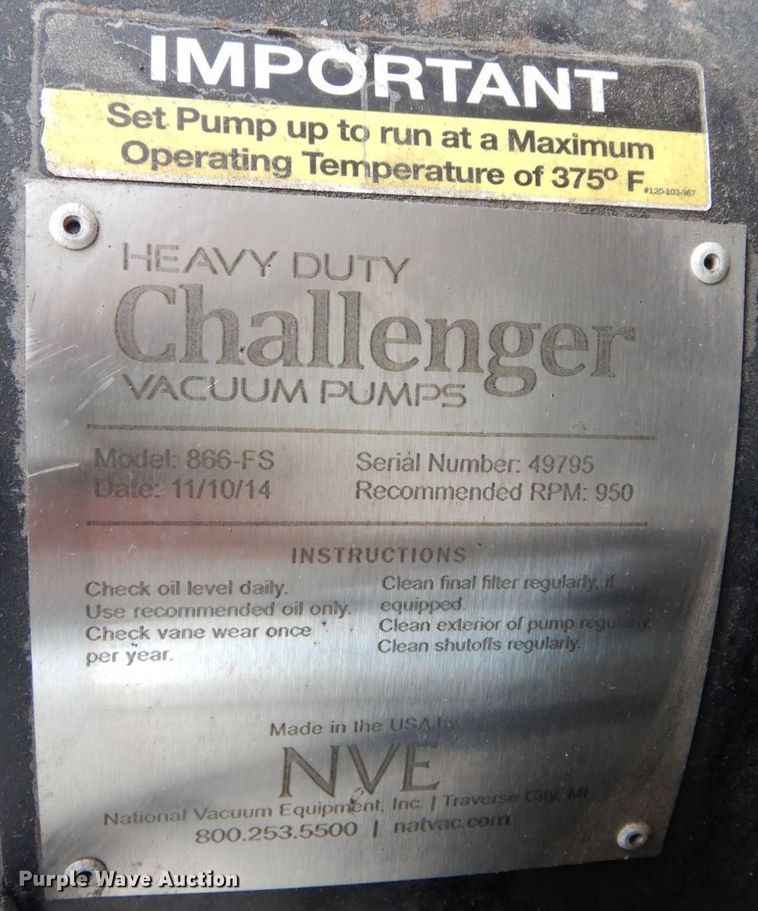 IMPORTANT
Set Pump up to run at a Maximum
Operating Temperature of 375º F
#120-103-367
HEAVY DUTY
Challenger
VACUUM PUMPS
Model: 866-FS Serial Number: 49795
Date: 11/10/14 Recommended RPM: 950
INSTRUCTIONS
Check oil level daily.
Use recommended oil only.
Check vane wear once
per year.
Clean final filter regularly, if
equipped.
Clean exterior of pump regularly.
Clean shutoffs regularly.
Made in the USA by
NVE
National Vacuum Equipment, Inc. | Traverse City, MI
800.253.5500 | natvac.com
Purple Wave Auction